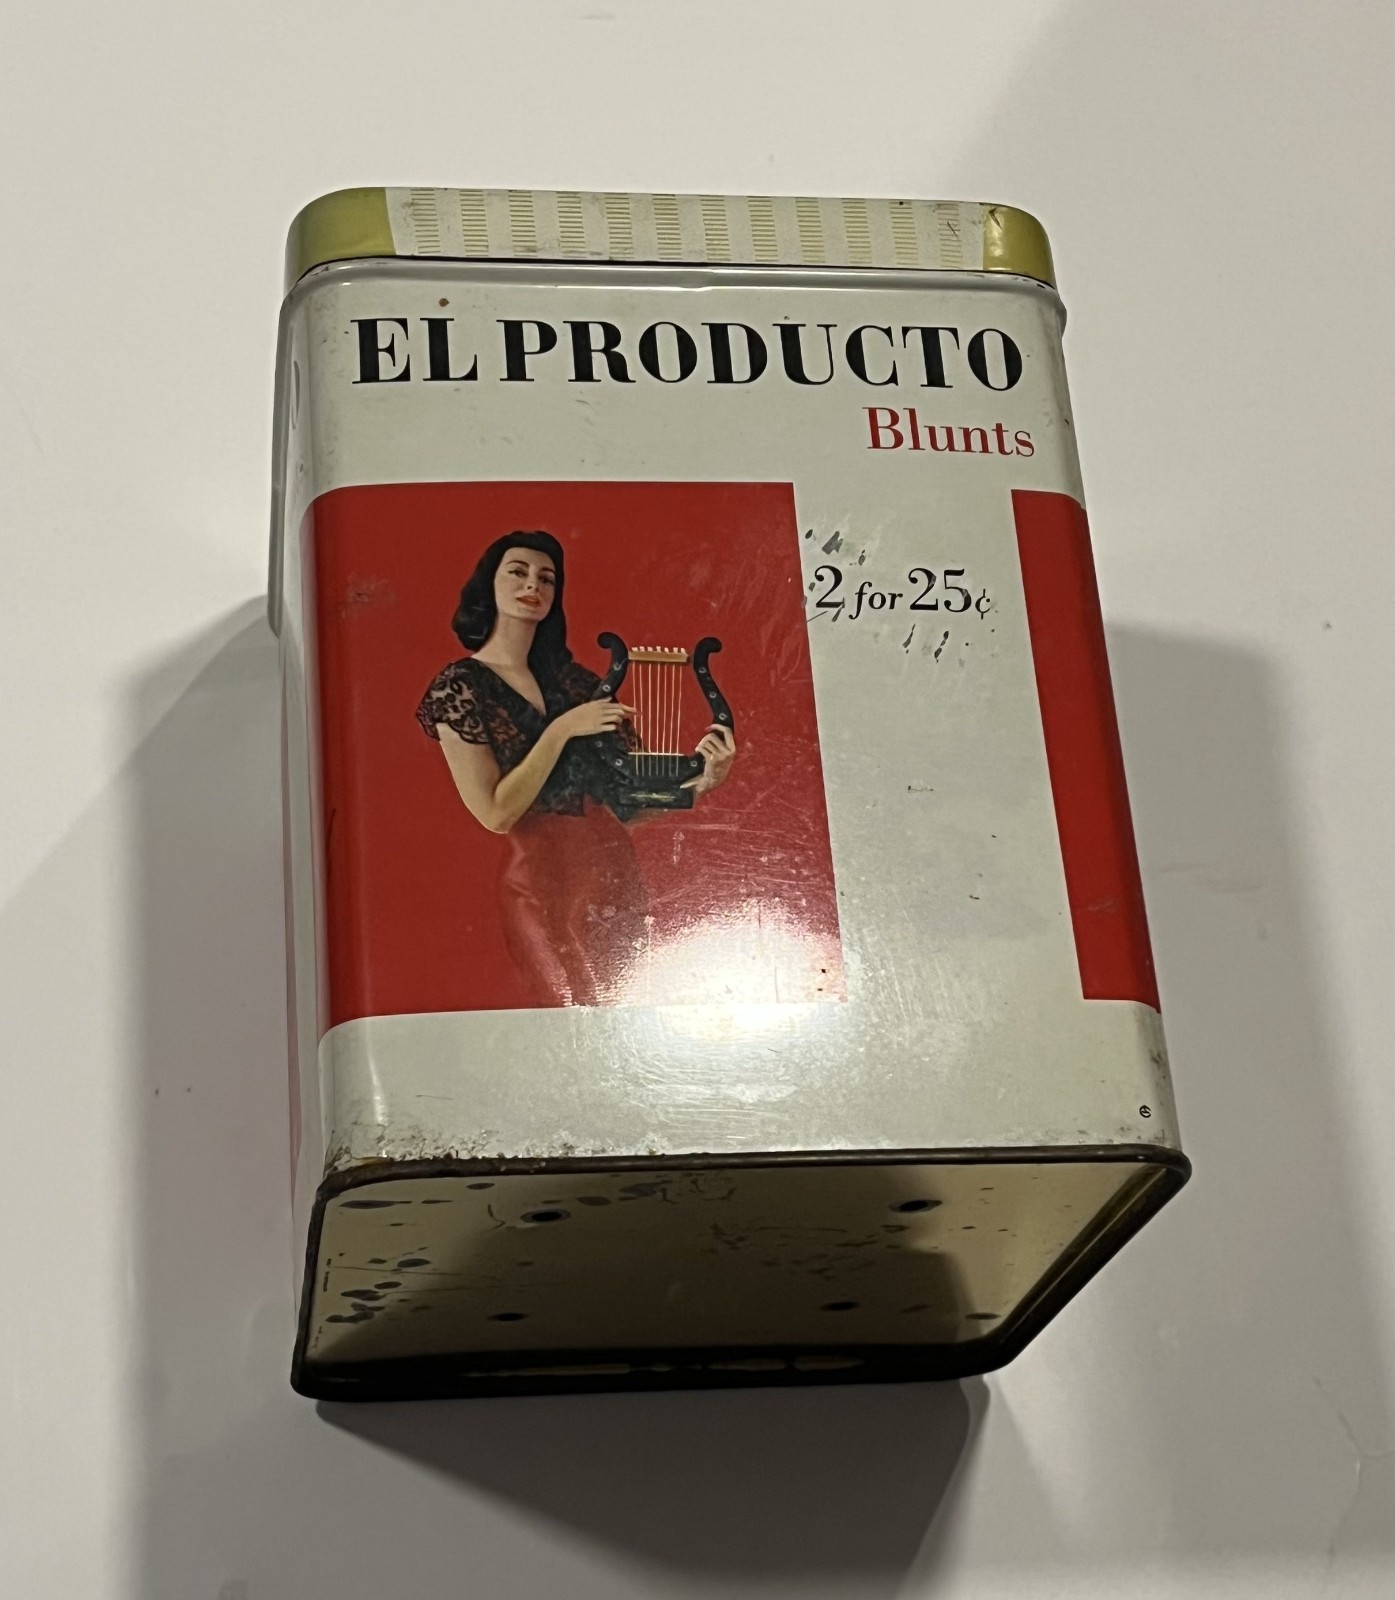 EL PRODUCTO
Blunts
2 for 25¢